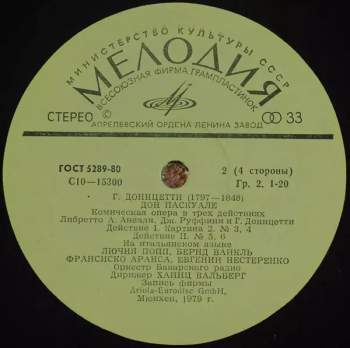 МИНИСТЕРСТВО КУЛЬТУРЫ СССР
МЕЛОДИЯ
ВСЕСОЮЗНАЯ ФИРМА ГРАМПЛАСТИНОК
СТЕРЕО
33
АПРЕЛЕВСКИЙ ОРДЕНА ЛЕНИНА ЗАВОД
ГОСТ 5289-80
2 (4 стороны)
С10—15300
Гр. 2. 1-20
Г. ДОНИЦЕТТИ (1797—1848)
ДОН ПАСКУАЛЕ
Комическая опера в трех действиях
Либретто А. Анелли, Дж. Руффини и Г. Доницетти
Действие I. Картина 2. № 3, 4
Действие II. № 5, 6
На итальянском языке
ЛЮЧИЯ ПОПП, БЕРНД ВАЙКЛЬ
ФРАНСИСКО АРАИСА, ЕВГЕНИЙ НЕСТЕРЕНКО
Оркестр Баварского радио
Дирижер ХАЙНЦ ВАЛЬБЕРГ
Запись фирмы
Ariola-Eurodisc GmbH,
Мюнхен, 1979 г.